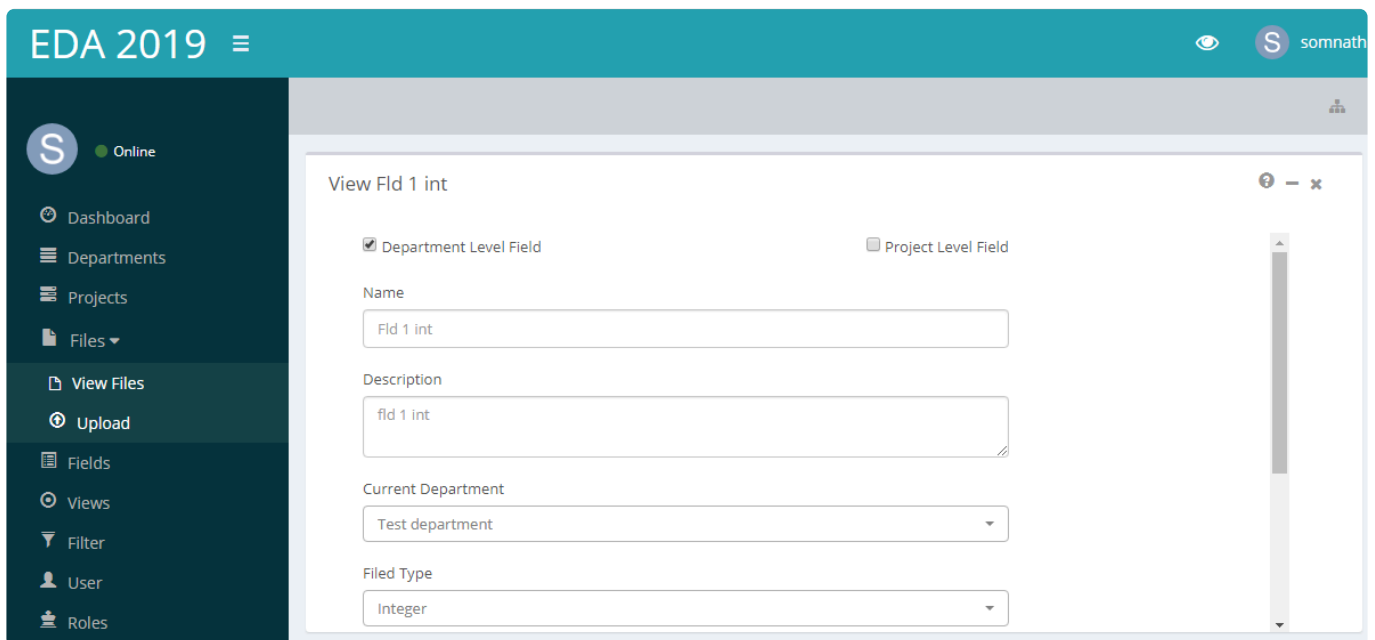 EDA 2019
S somnath
S Online
Dashboard
Departments
Projects
Files
View Files
Upload
Fields
Views
Filter
User
Roles
View Fld 1 int
Department Level Field Project Level Field
Name
Fld 1 int
Description
fld 1 int
Current Department
Test department
Filed Type
Integer